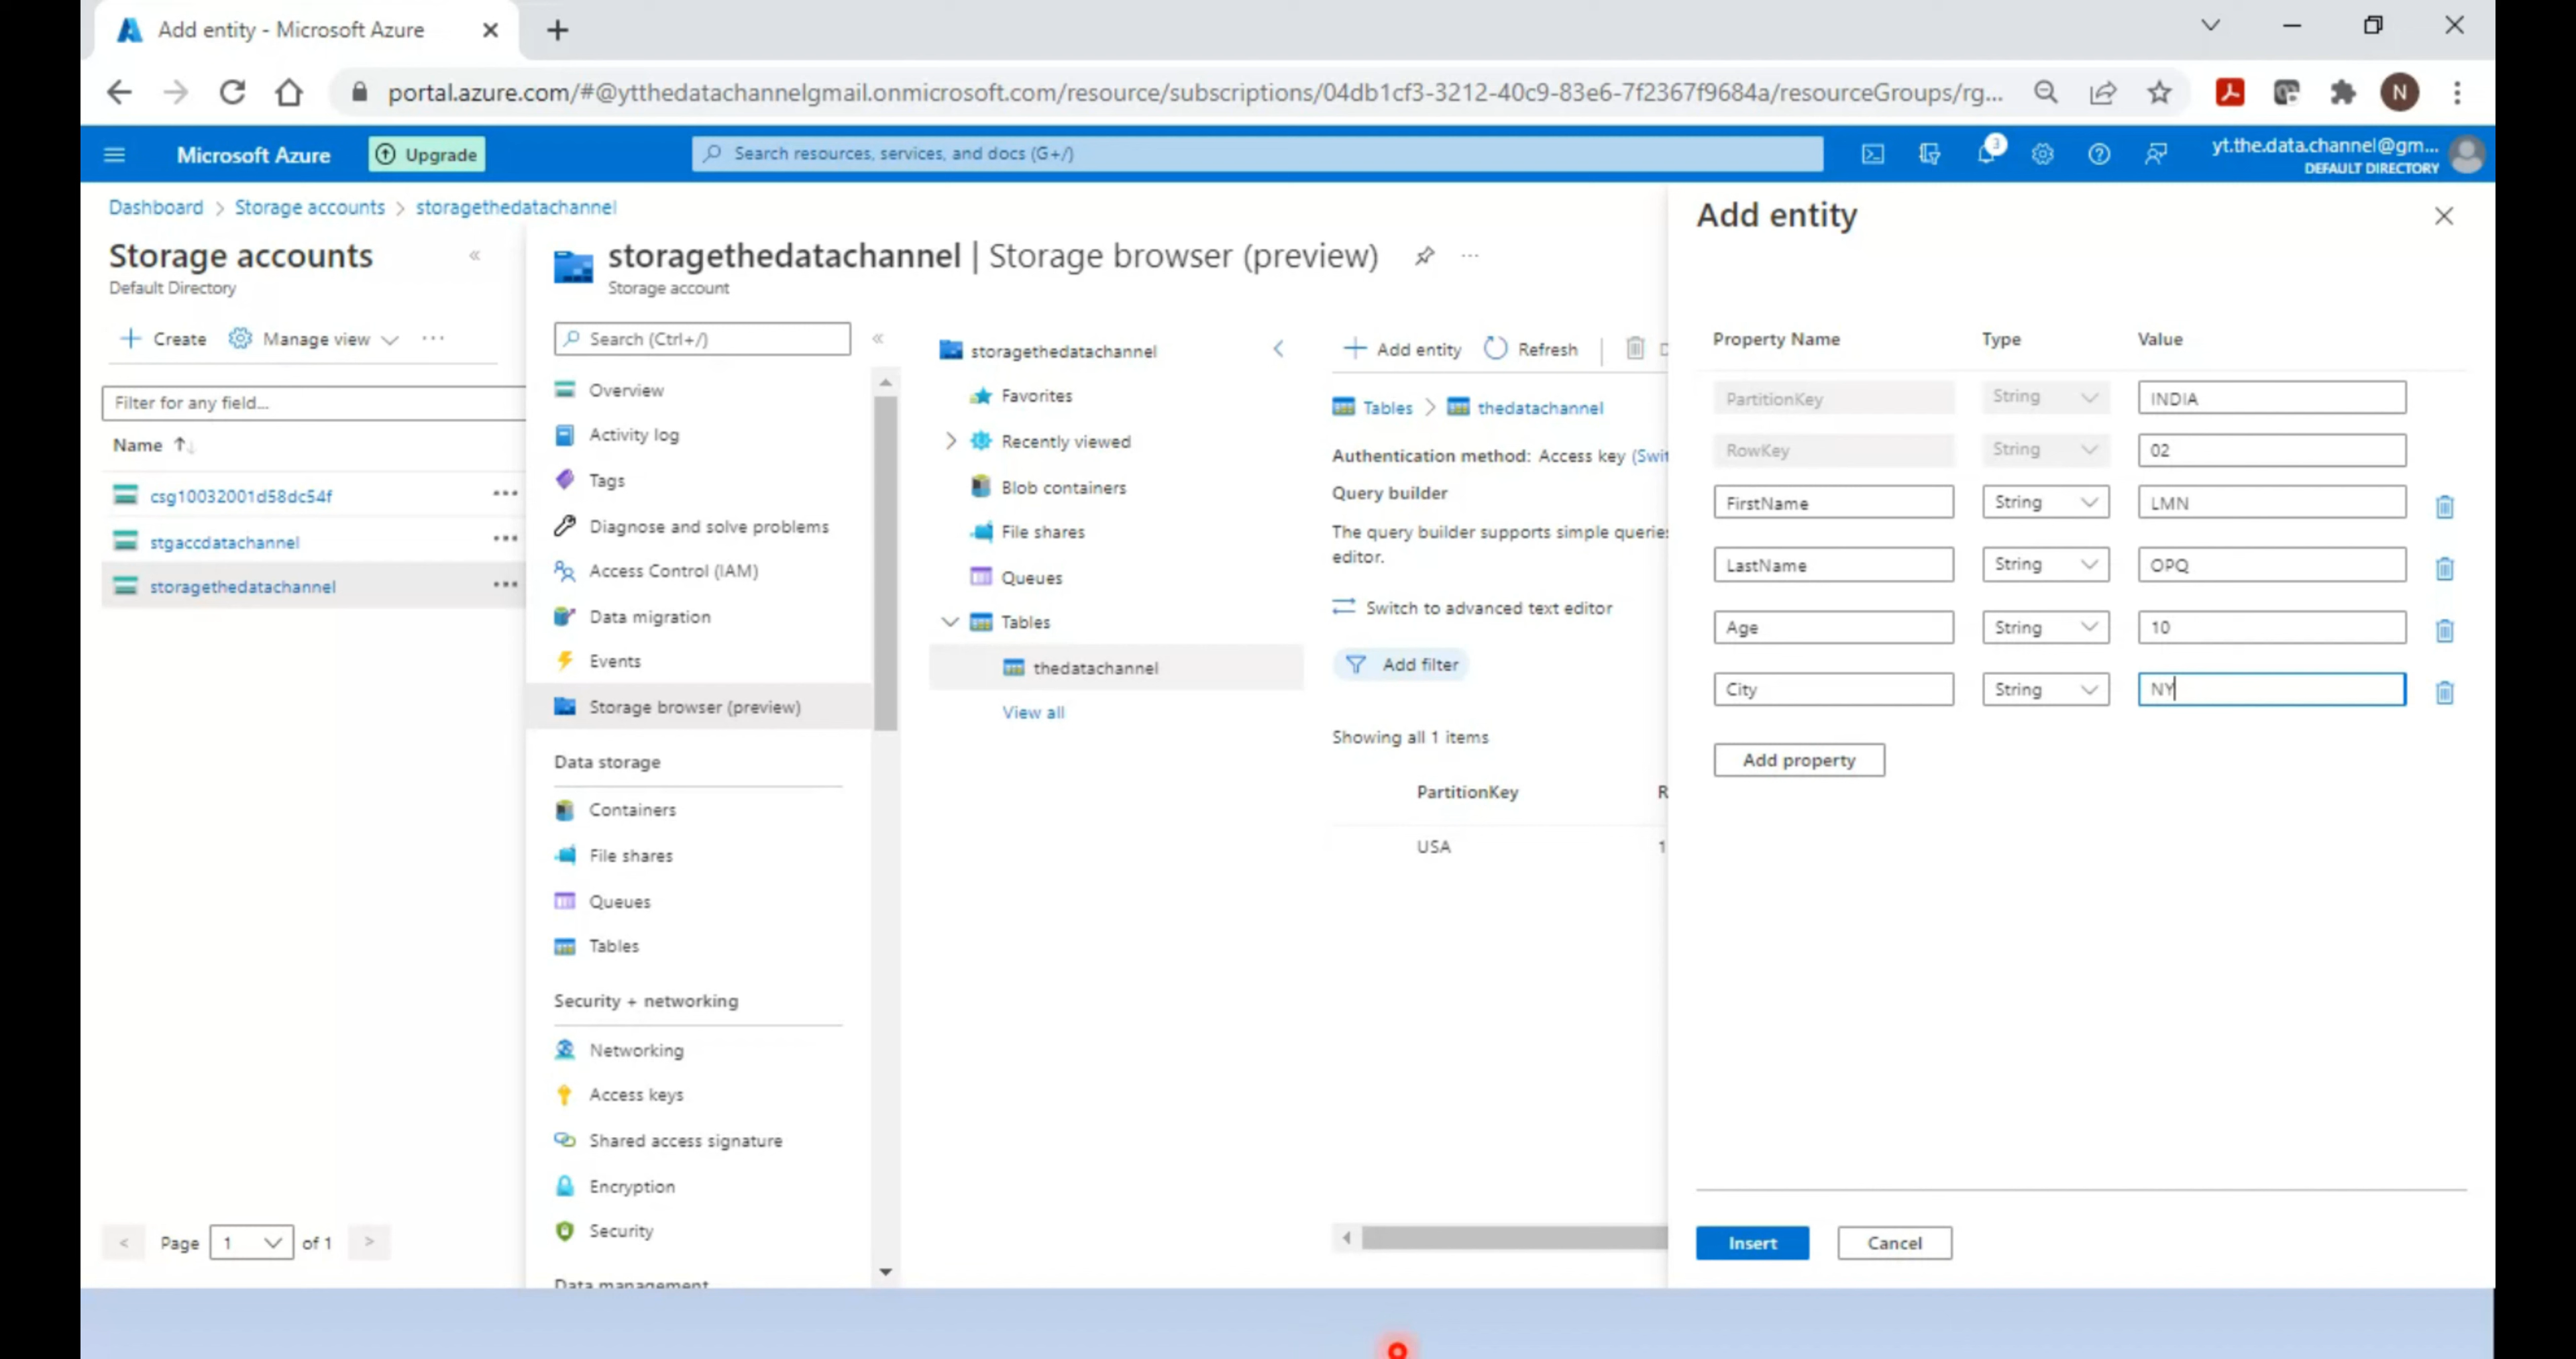 Add entity - Microsoft Azure
portal.azure.com/#@ytthedatachannelgmail.onmicrosoft.com/resource/subscriptions/04db1cf3-3212-40c9-83e6-7f2367f9684a/resourceGroups/rg...
N
Microsoft Azure
Upgrade
Search resources, services, and docs (G+/)
3
yt.the.data.channel@gm...
DEFAULT DIRECTORY
Dashboard > Storage accounts > storagethedatachannel
Storage accounts
Default Directory
Create
Manage view
Filter for any field...
Name
csg10032001d58dc54f
stgaccdatachannel
storagethedatachannel
< Page 1 of 1 >
storagethedatachannel | Storage browser (preview)
Storage account
Search (Ctrl+/)
Overview
Activity log
Tags
Diagnose and solve problems
Access Control (IAM)
Data migration
Events
Storage browser (preview)
Data storage
Containers
File shares
Queues
Tables
Security + networking
Networking
Access keys
Shared access signature
Encryption
Security
Data management
storagethedatachannel
Favorites
Recently viewed
Blob containers
File shares
Queues
Tables
thedatachannel
View all
Add entity
Refresh
Tables > thedatachannel
Authentication method: Access key (Swit
Query builder
The query builder supports simple querie
editor.
Switch to advanced text editor
Add filter
Showing all 1 items
PartitionKey R
USA 1
Add entity
Property Name Type Value
PartitionKey String INDIA
RowKey String 02
FirstName String LMN
LastName String OPQ
Age String 10
City String NY
Add property
Insert Cancel